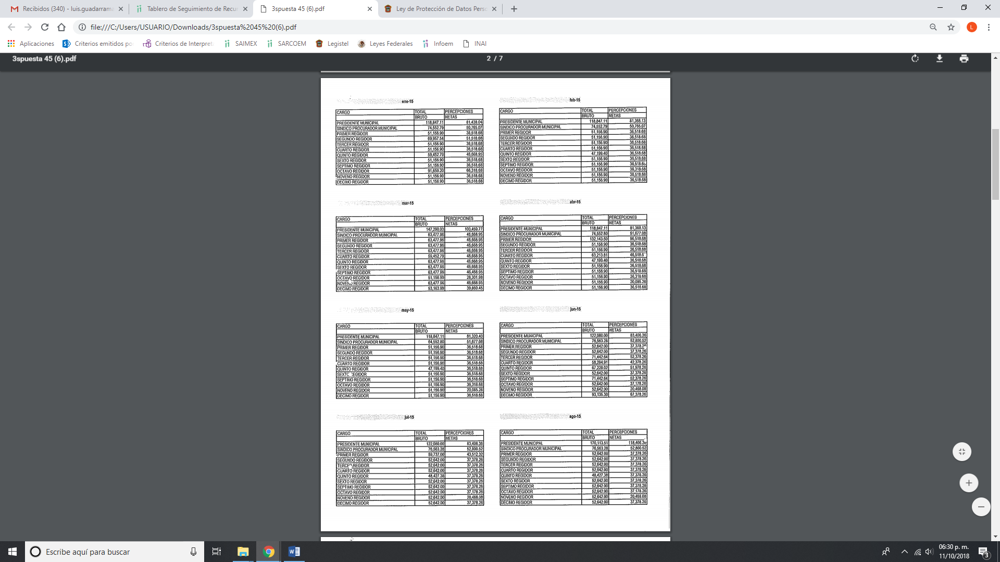 Recibidos (340) - luis.guadarrama
Tablero de Seguimiento de Recur
3spuesta 45 (6).pdf
Ley de Protección de Datos Perso
file:///C:/Users/USUARIO/Downloads/3spuesta%2045%20(6).pdf
L
Aplicaciones
Criterios emitidos po
Criterios de Interpret
SAIMEX
SARCOEM
Legistel
Leyes Federales
Infoem
INAI
3spuesta 45 (6).pdf
2 / 7
ene-15
CARGO TOTAL PERCEPCIONES
BRUTO NETAS
PRESIDENTE MUNICIPAL 118,847.11 81,438.04
SINDICO PROCURADOR MUNICIPAL 74,552.79 50,765.07
PRIMER REGIDOR 51,156.90 36,518.68
SEGUNDO REGIDOR 69,957.54 51,518.68
TERCER REGIDOR 51,156.90 36,518.68
CUARTO REGIDOR 51,156.90 36,518.68
QUINTO REGIDOR 59,452.79 46,668.95
SEXTO REGIDOR 51,156.90 36,518.68
SEPTIMO REGIDOR 51,156.90 36,518.68
OCTAVO REGIDOR 91,650.20 66,318.68
NOVENO REGIDOR 51,156.90 36,518.68
DECIMO REGIDOR 51,156.90 36,518.68
feb-15
CARGO TOTAL PERCEPCIONES
BRUTO NETAS
PRESIDENTE MUNICIPAL 118,847.11 81,368.13
SINDICO PROCURADOR MUNICIPAL 74,552.79 50,765.07
PRIMER REGIDOR 51,156.90 36,518.68
SEGUNDO REGIDOR 51,156.90 36,518.68
TERCER REGIDOR 51,156.90 36,518.68
CUARTO REGIDOR 51,156.90 36,518.68
QUINTO REGIDOR 47,199.40 36,518.68
SEXTO REGIDOR 51,156.90 36,518.68
SEPTIMO REGIDOR 51,156.90
OCTAVO REGIDOR 51,156.90 36,318.68
NOVENO REGIDOR 51,156.90 36,518.68
DECIMO REGIDOR 51,156.90 36,518.68
mar-15
CARGO TOTAL PERCEPCIONES
BRUTO NETAS
PRESIDENTE MUNICIPAL 147,290.03 103,459.77
SINDICO PROCURADOR MUNICIPAL 63,477.96 46,668.95
PRIMER REGIDOR 63,477.96 46,668.95
SEGUNDO REGIDOR 63,477.96 46,668.95
TERCER REGIDOR 63,477.96 46,668.95
CUARTO REGIDOR 59,452.79 46,668.95
QUINTO REGIDOR 63,477.96 46,668.95
SEXTO REGIDOR 63,477.96 46,668.95
SEPTIMO REGIDOR 63,477.96 46,468.95
OCTAVO REGIDOR 51,156.90 28,301.98
NOVENO REGIDOR 63,477.96 46,668.95
DECIMO REGIDOR 53,163.99 39,869.45
abr-15
CARGO TOTAL PERCEPCIONES
BRUTO NETAS
PRESIDENTE MUNICIPAL 118,847.11 81,368.13
SINDICO PROCURADOR MUNICIPAL 74,552.80 51,677.08
PRIMER REGIDOR 132,143.50 96,518.68
SEGUNDO REGIDOR 51,156.90 36,518.68
TERCER REGIDOR 51,156.90 36,518.68
CUARTO REGIDOR 63,213.81
QUINTO REGIDOR 47,199.40 36,518.68
SEXTO REGIDOR 51,156.90 36,518.68
SEPTIMO REGIDOR 51,156.90 36,518.68
OCTAVO REGIDOR 51,156.90 36,318.68
NOVENO REGIDOR 51,156.90 20,085.28
DECIMO REGIDOR 51,156.90 36,518.68
may-15
CARGO TOTAL PERCEPCIONES
BRUTO NETAS
PRESIDENTE MUNICIPAL 118,847.11 81,320.40
SINDICO PROCURADOR MUNICIPAL 64,552.80 51,677.08
PRIMER REGIDOR 51,156.90 36,518.68
SEGUNDO REGIDOR 51,156.90 36,518.68
TERCER REGIDOR 51,156.90 36,518.68
CUARTO REGIDOR 51,156.90 36,518.68
QUINTO REGIDOR 47,199.40 36,518.68
SEXTO REGIDOR 51,156.90 36,518.68
SEPTIMO REGIDOR 51,156.90 36,518.68
OCTAVO REGIDOR 51,156.90 36,318.68
NOVENO REGIDOR 51,156.90 20,085.28
DECIMO REGIDOR 51,156.90 36,518.68
jun-15
CARGO TOTAL PERCEPCIONES
BRUTO NETAS
PRESIDENTE MUNICIPAL 122,080.00 83,406.36
SINDICO PROCURADOR MUNICIPAL 76,563.28 52,800.52
PRIMER REGIDOR 52,642.00
SEGUNDO REGIDOR 52,642.00 37,378.26
TERCER REGIDOR 71,442.64 52,378.26
CUARTO REGIDOR 58,294.91 42,378.26
QUINTO REGIDOR 67,228.02 51,978.26
SEXTO REGIDOR 52,642.00 37,378.26
SEPTIMO REGIDOR 71,442.64 52,378.26
OCTAVO REGIDOR 52,642.00 37,178.26
NOVENO REGIDOR 52,642.00 20,468.08
DECIMO REGIDOR 93,135.30 67,378.26
jul-15
CARGO TOTAL PERCEPCIONES
BRUTO NETAS
PRESIDENTE MUNICIPAL 122,080.00 83,406.36
SINDICO PROCURADOR MUNICIPAL 76,563.28 52,800.52
PRIMER REGIDOR 59,737.00 43,512.32
SEGUNDO REGIDOR 52,642.00 37,378.26
TERCER REGIDOR 52,642.00 37,378.26
CUARTO REGIDOR 52,642.00 37,378.26
QUINTO REGIDOR 48,427.38 37,378.26
SEXTO REGIDOR 52,642.00 37,378.26
SEPTIMO REGIDOR 52,642.00 37,378.26
OCTAVO REGIDOR 52,642.00 37,178.26
NOVENO REGIDOR 52,642.00 20,468.08
DECIMO REGIDOR 52,642.00 37,378.26
ago-15
CARGO TOTAL PERCEPCIONES
BRUTO NETAS
PRESIDENTE MUNICIPAL 170,113.51 118,406.36
SINDICO PROCURADOR MUNICIPAL 76,563.28 52,800.52
PRIMER REGIDOR 52,642.00 37,378.26
SEGUNDO REGIDOR 52,642.00 37,378.26
TERCER REGIDOR 52,642.00 37,378.26
CUARTO REGIDOR 52,642.00 37,378.26
QUINTO REGIDOR 48,427.38 37,378.26
SEXTO REGIDOR 52,642.00 37,378.26
SEPTIMO REGIDOR 52,642.00 37,378.26
OCTAVO REGIDOR 52,642.00 37,178.26
NOVENO REGIDOR 52,642.00 20,468.08
DECIMO REGIDOR 52,642.00 37,378.26
Escribe aquí para buscar
06:30 p. m.
11/10/2018
3